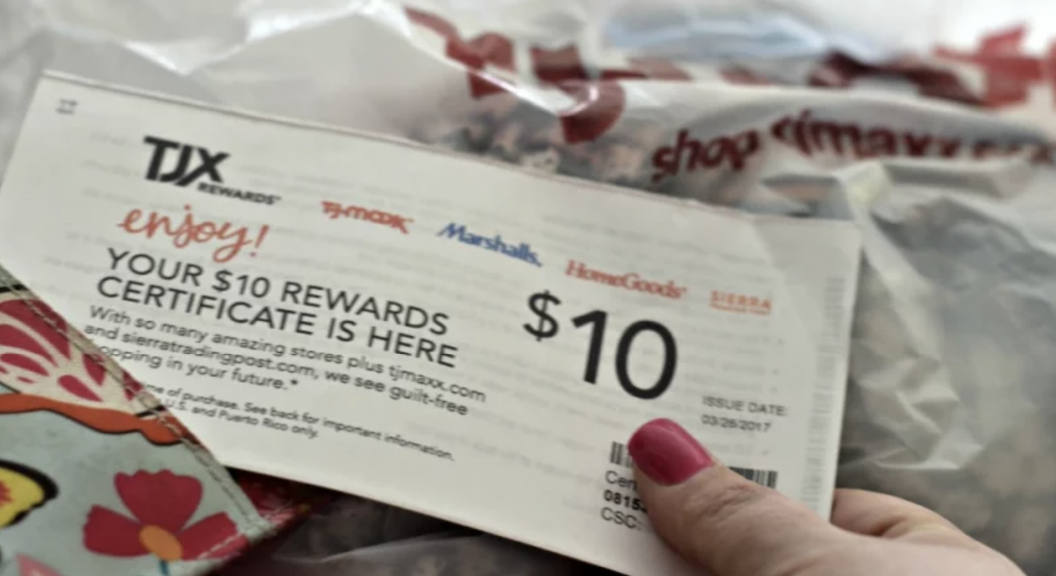 shop tjmaxx
TJX
REWARDS®
T·J·maxx
Marshalls.
HomeGoods®
SIERRA
enjoy!
YOUR $10 REWARDS
CERTIFICATE IS HERE
With so many amazing stores plus tjmaxx.com
and sierratradingpost.com, we see guilt-free
in your future.*
of purchase. See back for important information.
U.S. and Puerto Rico only.
$10
ISSUE DATE:
03/26/2017
CSC: